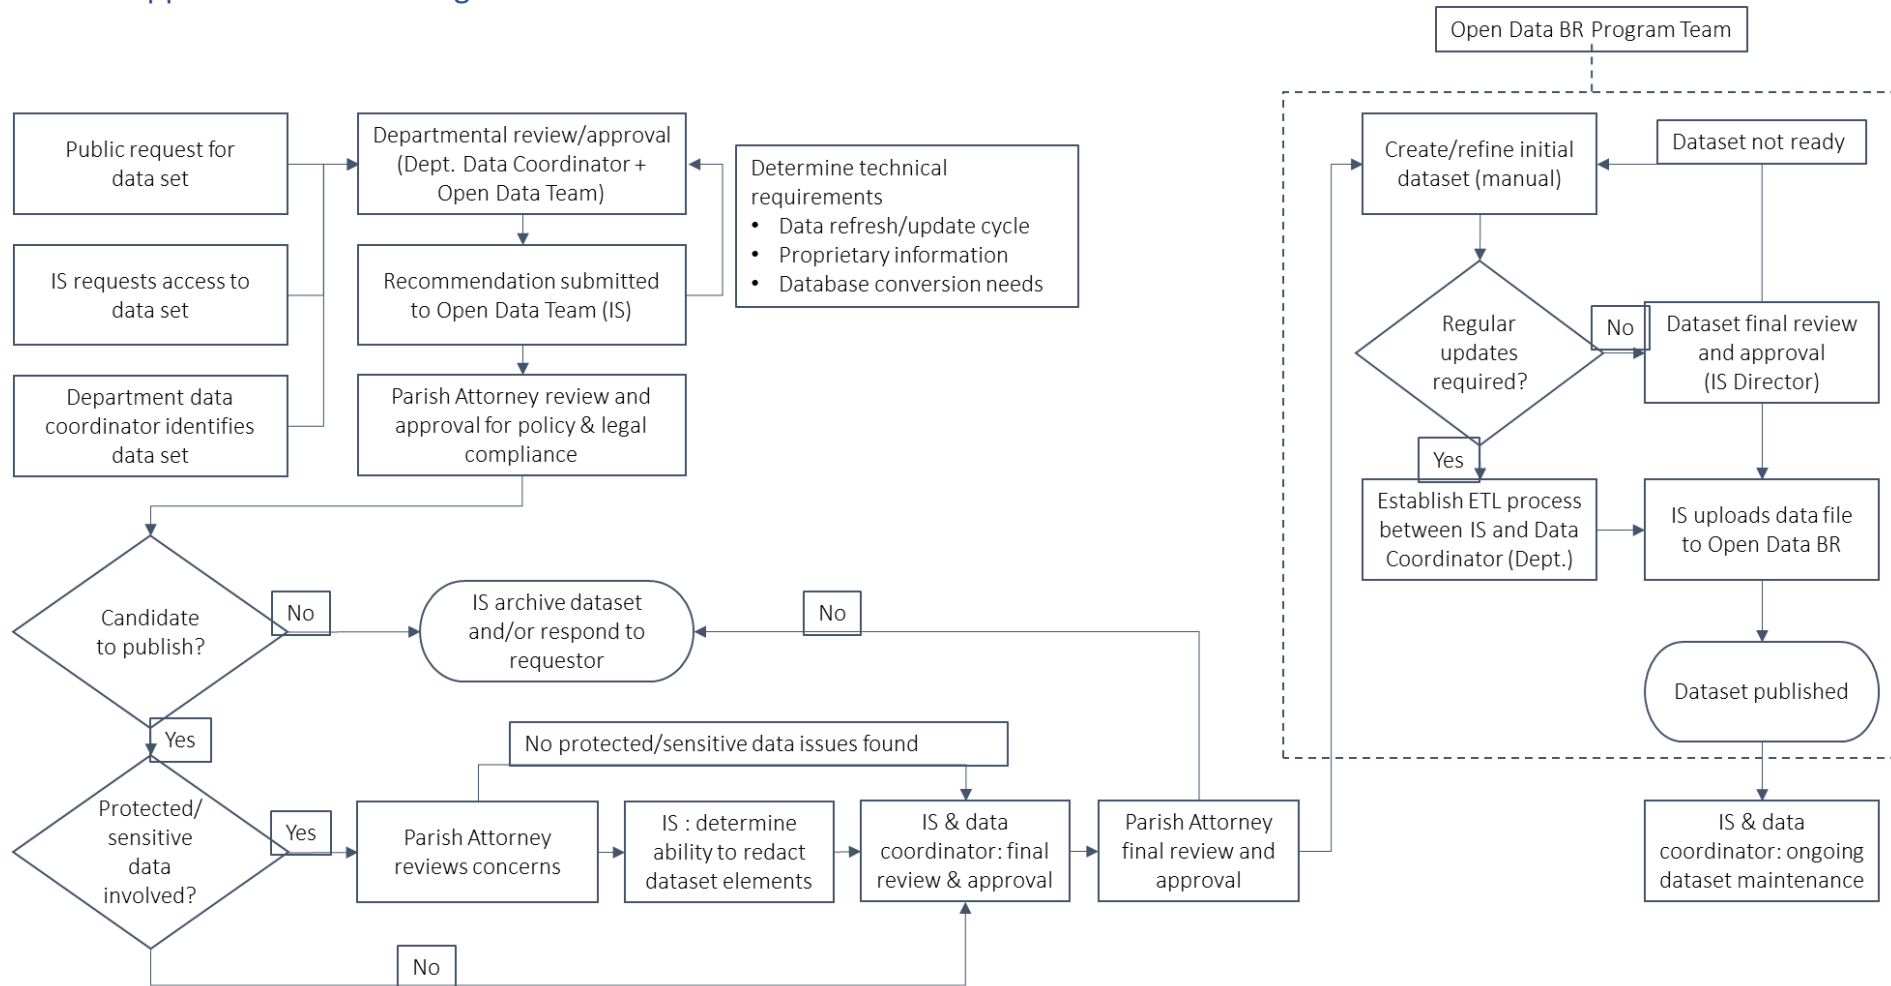 Open Data BR Program Team
Public request for
data set
IS requests access to
data set
Department data
coordinator identifies
data set
Departmental review/approval
(Dept. Data Coordinator +
Open Data Team)
Recommendation submitted
to Open Data Team (IS)
Parish Attorney review and
approval for policy & legal
compliance
Determine technical
requirements
• Data refresh/update cycle
• Proprietary information
• Database conversion needs
Candidate
to publish?
No
IS archive dataset
and/or respond to
requestor
No
Yes
Protected/
sensitive
data
involved?
Yes
No
Parish Attorney
reviews concerns
No protected/sensitive data issues found
IS : determine
ability to redact
dataset elements
IS & data
coordinator: final
review & approval
Parish Attorney
final review and
approval
Create/refine initial
dataset (manual)
Dataset not ready
Regular
updates
required?
No
Dataset final review
and approval
(IS Director)
Yes
Establish ETL process
between IS and Data
Coordinator (Dept.)
IS uploads data file
to Open Data BR
Dataset published
IS & data
coordinator: ongoing
dataset maintenance